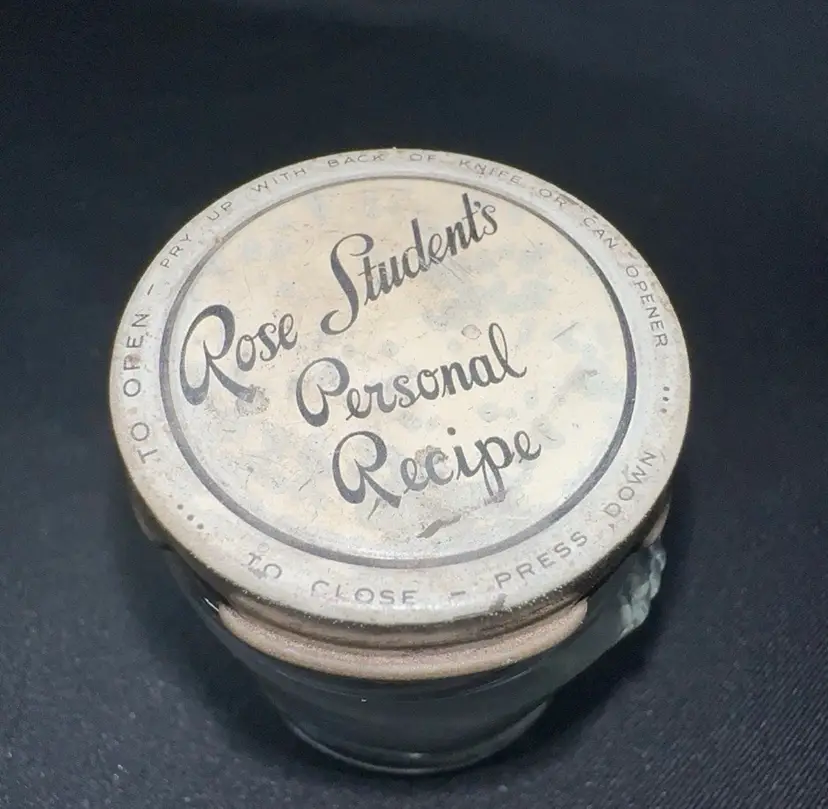 TO OPEN - PRY UP WITH BACK OF KNIFE OR CAN OPENER ...
Rose Student's
Personal
Recipe
... TO CLOSE - PRESS DOWN